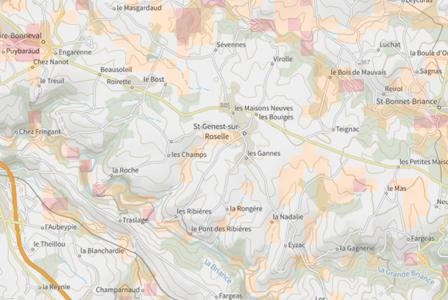 le Masgardaud
ire-Bonneval
Puybaraud
Engarenne
Sévennes
Luchat
la Boule d'O
Chez Nanot
Virolle
Beausoleil
le Treuil
Roirette
le Bost
le Bois de Mauvais
Sagna
Reirol
St-Bonnet-Briance
les Maisons Neuves
les Bouiges
St-Genest-sur-
Roselle
Teignac
Chez Fringant
les Champs
les Gannes
les Petites Mais
la Roche
le Mas
les Ribières
la Rongère
la Nadalie
Traslage
l'Aubepie
le Pont des Ribières
le Theillou
la Blanchardie
Eyzac
la Gagnerie
Fargeas
la Briance
la Grande Briance
la Reynie
Champarnaud
Fargeas